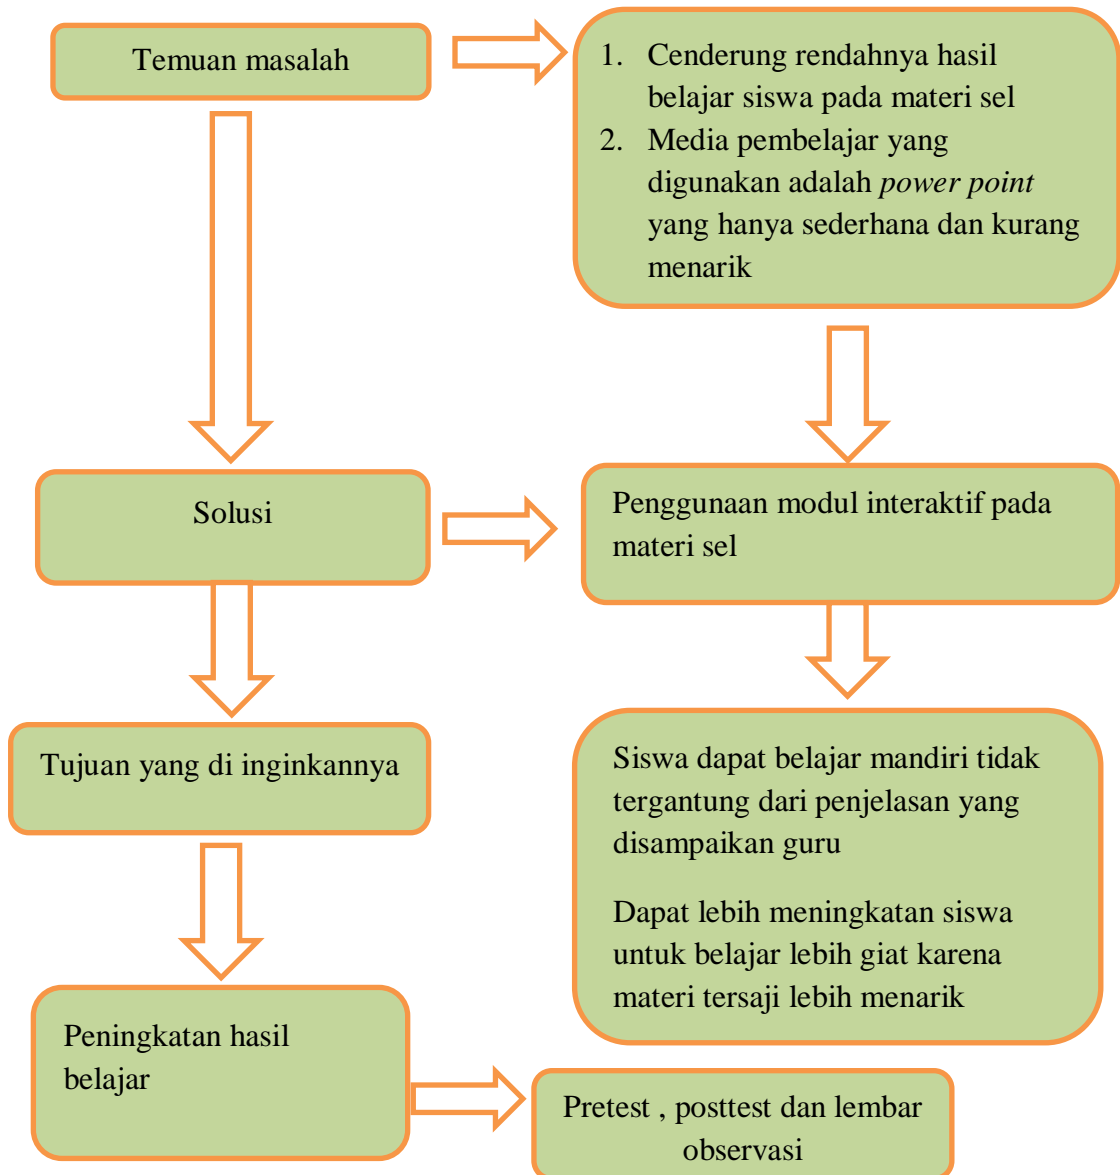 Temuan masalah
1. Cenderung rendahnya hasil
belajar siswa pada materi sel
2. Media pembelajar yang
digunakan adalah power point
yang hanya sederhana dan kurang
menarik
Solusi
Penggunaan modul interaktif pada
materi sel
Tujuan yang di inginkannya
Siswa dapat belajar mandiri tidak
tergantung dari penjelasan yang
disampaikan guru
Dapat lebih meningkatan siswa
untuk belajar lebih giat karena
materi tersaji lebih menarik
Peningkatan hasil
belajar
Pretest , posttest dan lembar
observasi